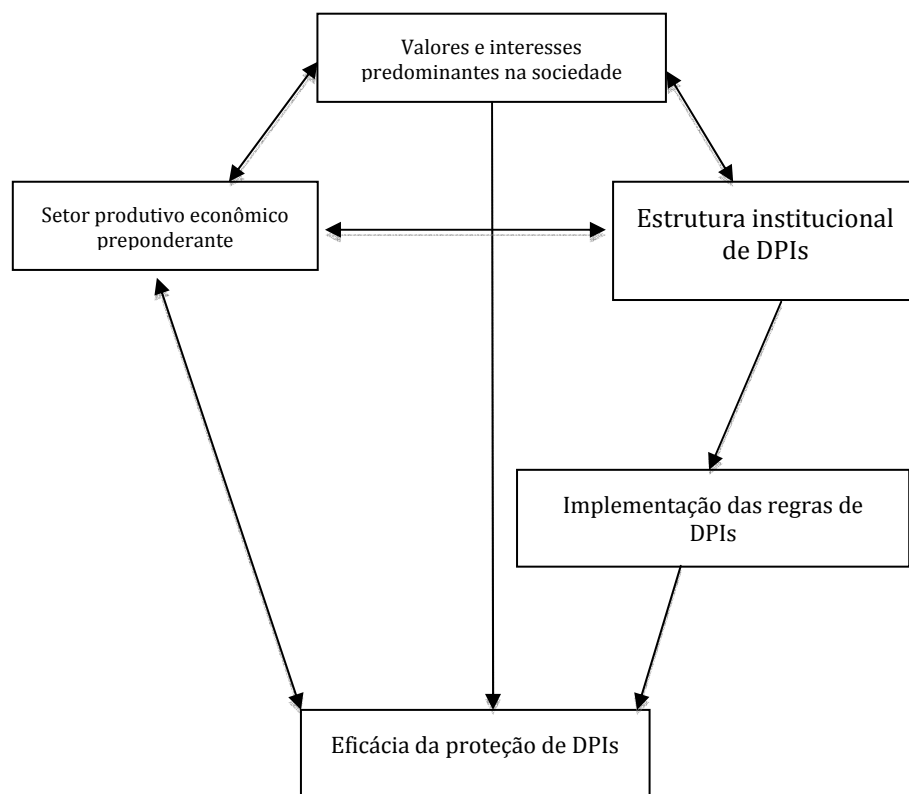 Valores e interesses
predominantes na sociedade
Setor produtivo econômico
preponderante
Estrutura institucional
de DPIs
Implementação das regras de
DPIs
Eficácia da proteção de DPIs